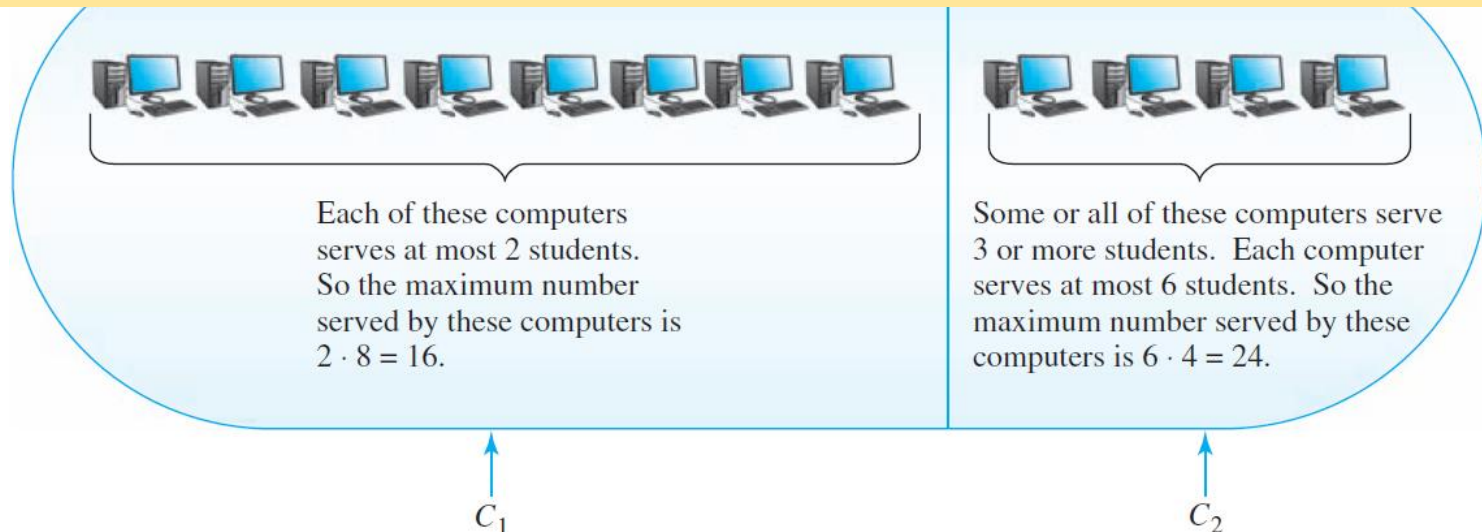 Each of these computers
serves at most 2 students.
So the maximum number
served by these computers is
2 · 8 = 16.
Some or all of these computers serve
3 or more students. Each computer
serves at most 6 students. So the
maximum number served by these
computers is 6 · 4 = 24.
C₁
C₂